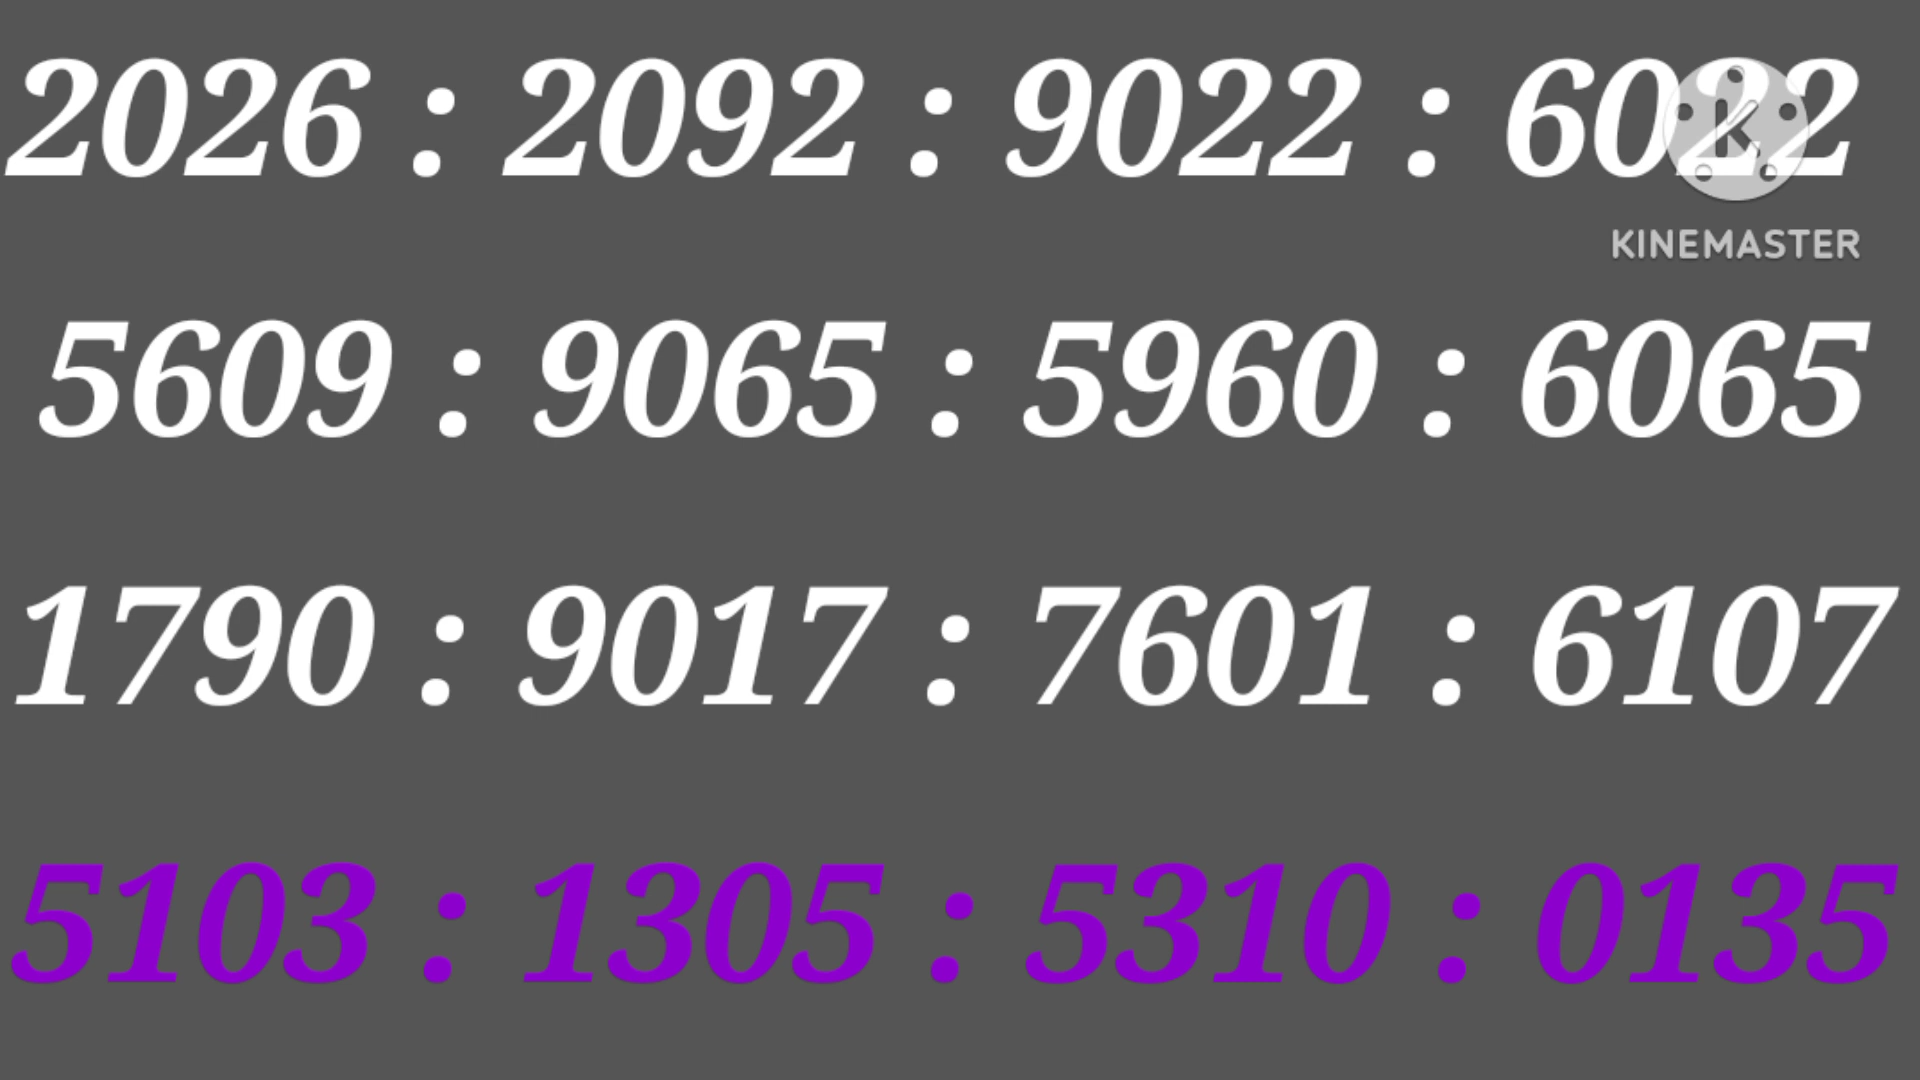 2026 : 2092 : 9022 : 6022
KINEMASTER
5609 : 9065 : 5960 : 6065
1790 : 9017 : 7601 : 6107
5103 : 1305 : 5310 : 0135